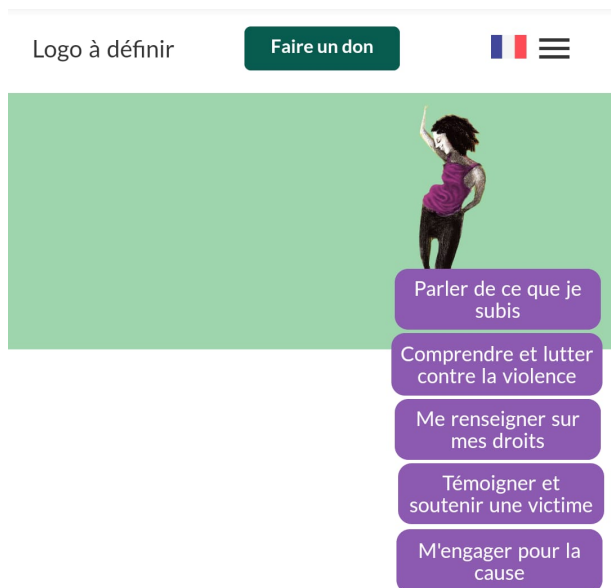 Logo à définir
Faire un don
Parler de ce que je
subis
Comprendre et lutter
contre la violence
Me renseigner sur
mes droits
Témoigner et
soutenir une victime
M'engager pour la
cause